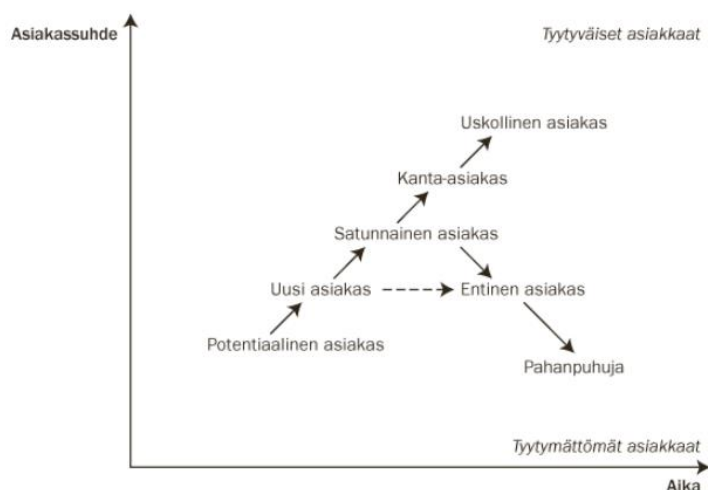 Asiakassuhde
Tyytyväiset asiakkaat
Uskollinen asiakas
Kanta-asiakas
Satunnainen asiakas
Uusi asiakas
Entinen asiakas
Potentiaalinen asiakas
Pahanpuhuja
Tyytymättömät asiakkaat
Aika